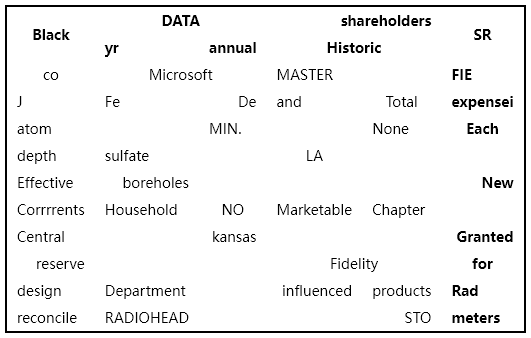 Black DATA shareholders SR
yr annual Historic
co Microsoft MASTER FIE
J Fe De and Total expensei
atom MIN. None Each
depth sulfate LA
Effective boreholes New
Corrrrents Household NO Marketable Chapter
Central kansas Granted
reserve Fidelity for
design Department influenced products Rad
reconcile RADIOHEAD STO meters